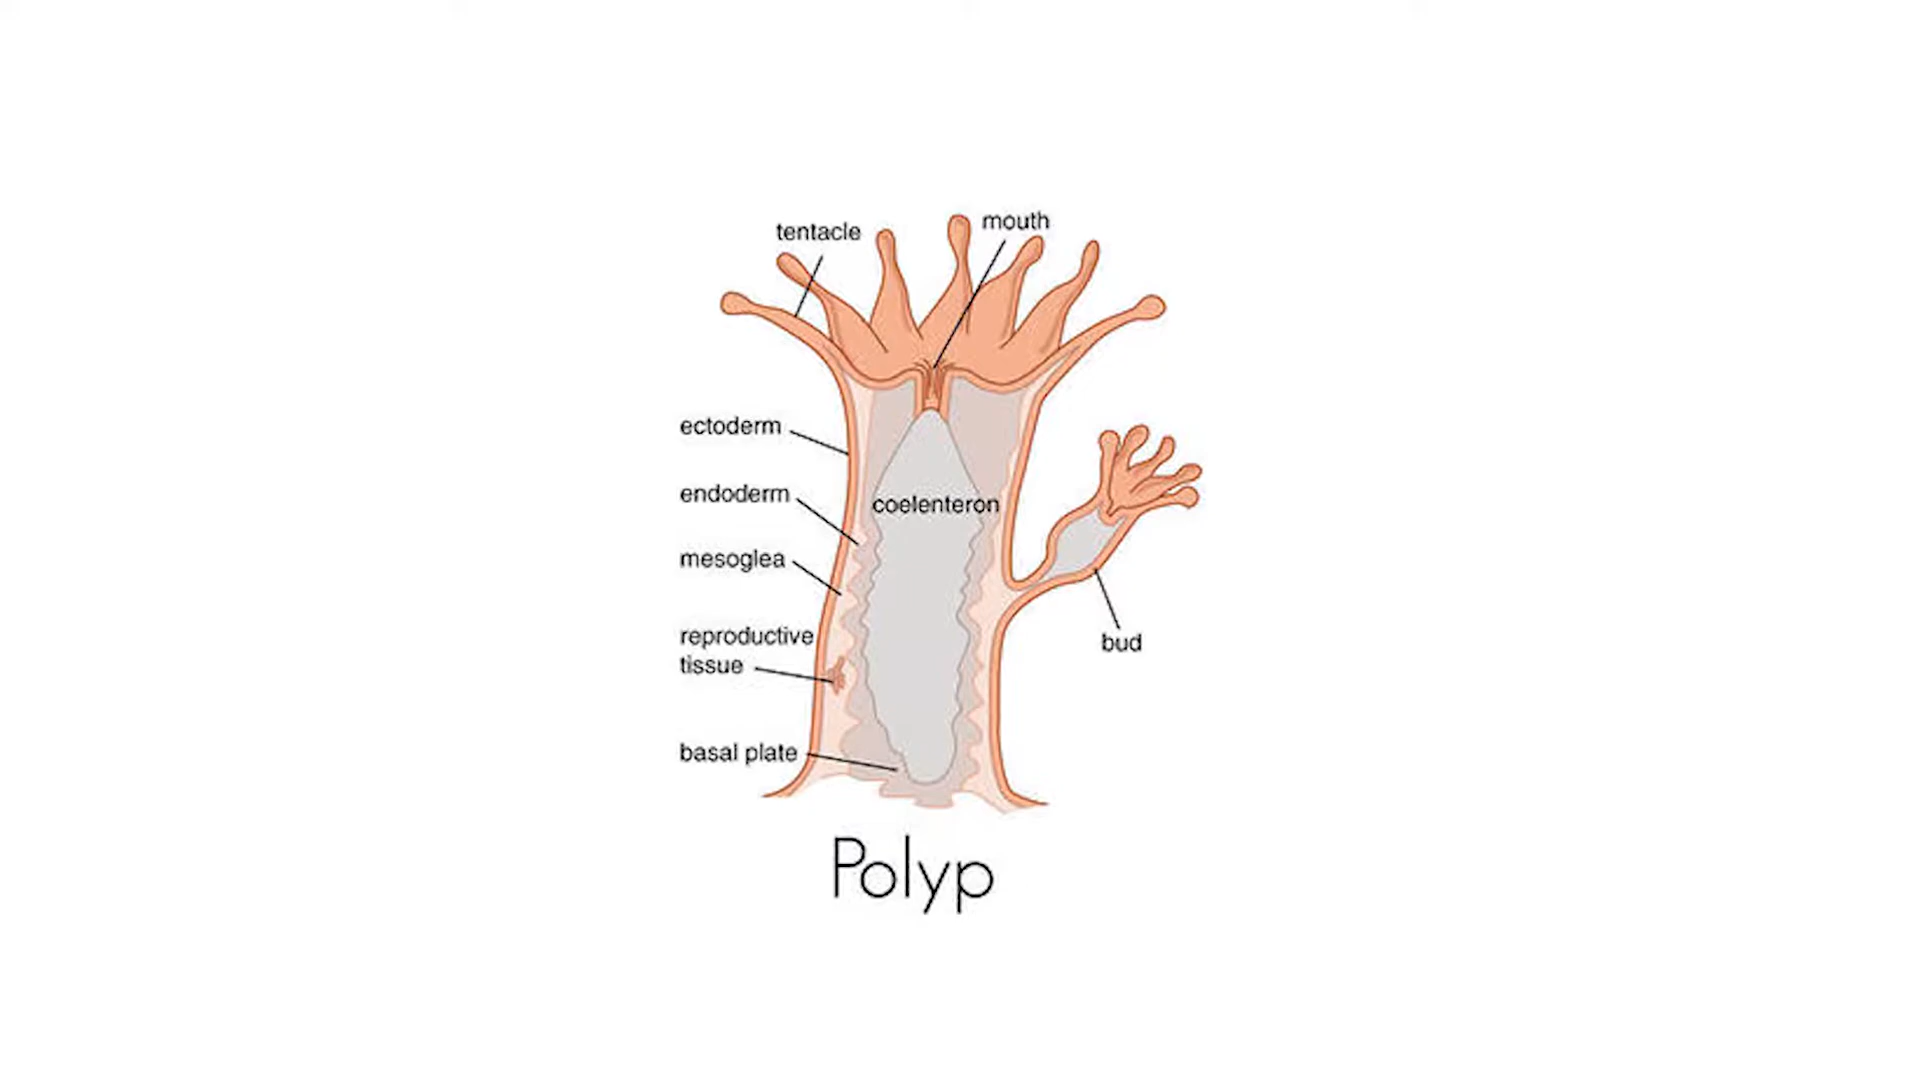 mouth
tentacle
ectoderm
endoderm
coelenteron
mesoglea
reproductive
tissue
bud
basal plate
Polyp